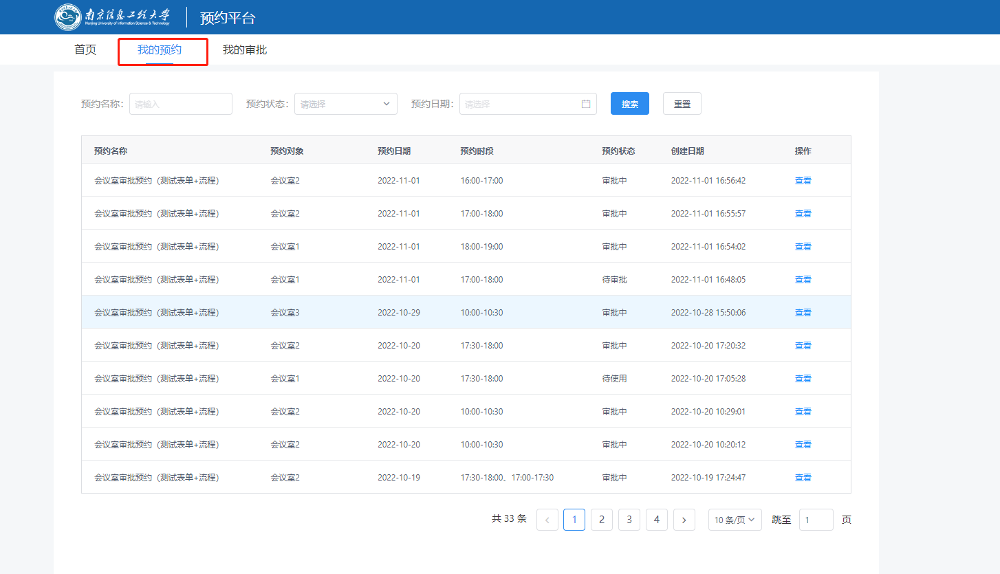 南京信息工程大学 预约平台
Nanjing University of Information Science & Technology
首页 我的预约 我的审批
预约名称: 请输入 预约状态: 请选择 预约日期: 请选择 搜索 重置
预约名称 预约对象 预约日期 预约时段 预约状态 创建日期 操作
会议室审批预约（测试表单+流程） 会议室2 2022-11-01 16:00-17:00 审批中 2022-11-01 16:56:42 查看
会议室审批预约（测试表单+流程） 会议室2 2022-11-01 17:00-18:00 审批中 2022-11-01 16:55:57 查看
会议室审批预约（测试表单+流程） 会议室1 2022-11-01 18:00-19:00 审批中 2022-11-01 16:54:02 查看
会议室审批预约（测试表单+流程） 会议室1 2022-11-01 17:00-18:00 待审批 2022-11-01 16:48:05 查看
会议室审批预约（测试表单+流程） 会议室3 2022-10-29 10:00-10:30 审批中 2022-10-28 15:50:06 查看
会议室审批预约（测试表单+流程） 会议室2 2022-10-20 17:30-18:00 审批中 2022-10-20 17:20:32 查看
会议室审批预约（测试表单+流程） 会议室1 2022-10-20 17:30-18:00 待使用 2022-10-20 17:05:28 查看
会议室审批预约（测试表单+流程） 会议室2 2022-10-20 10:00-10:30 审批中 2022-10-20 10:29:01 查看
会议室审批预约（测试表单+流程） 会议室2 2022-10-20 10:00-10:30 审批中 2022-10-20 10:20:12 查看
会议室审批预约（测试表单+流程） 会议室2 2022-10-19 17:30-18:00、17:00-17:30 审批中 2022-10-19 17:24:47 查看
共 33 条 < 1 2 3 4 > 10 条/页 跳至 1 页